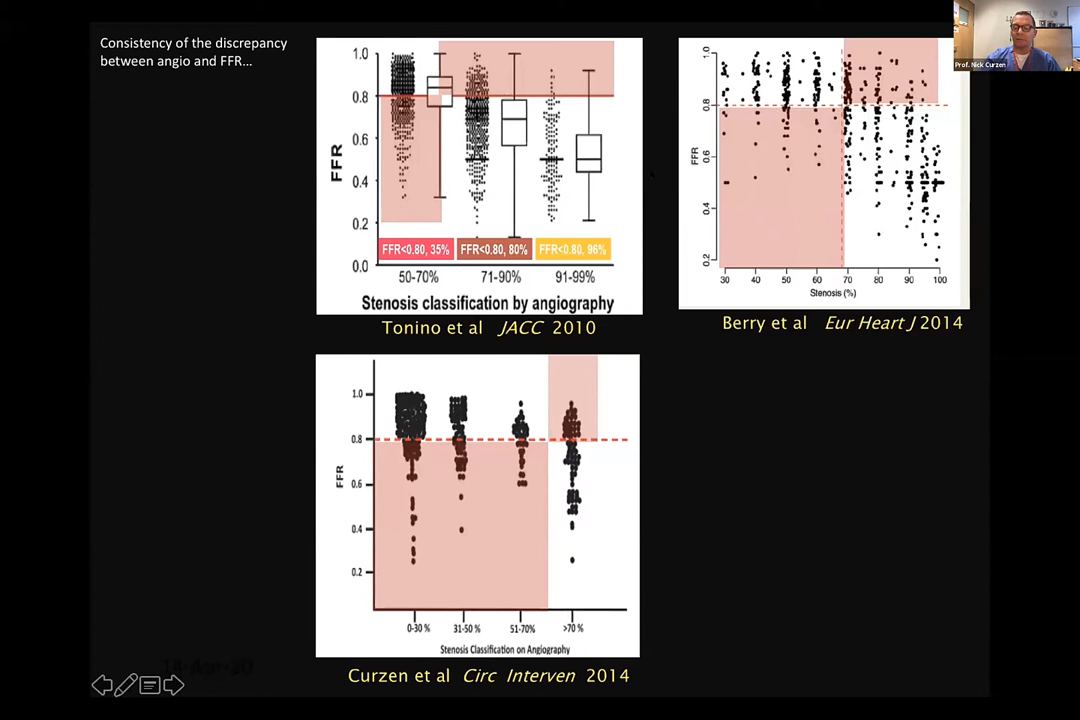 Consistency of the discrepancy
between angio and FFR...
Prof. Nick Curzen
1.0
0.8
0.6
0.4
0.2
0.0
FFR
FFR<0.80, 35%
FFR<0.80, 80%
FFR<0.80, 96%
50-70%
71-90%
91-99%
Stenosis classification by angiography
Tonino et al JACC 2010
1.0
0.8
0.6
0.4
0.2
FFR
30
40
50
60
70
80
90
100
Stenosis (%)
Berry et al Eur Heart J 2014
1.0
0.8
0.6
0.4
0.2
FFR
0-30 %
31-50 %
51-70%
>70 %
Stenosis Classification on Angiography
Curzen et al Circ Interven 2014